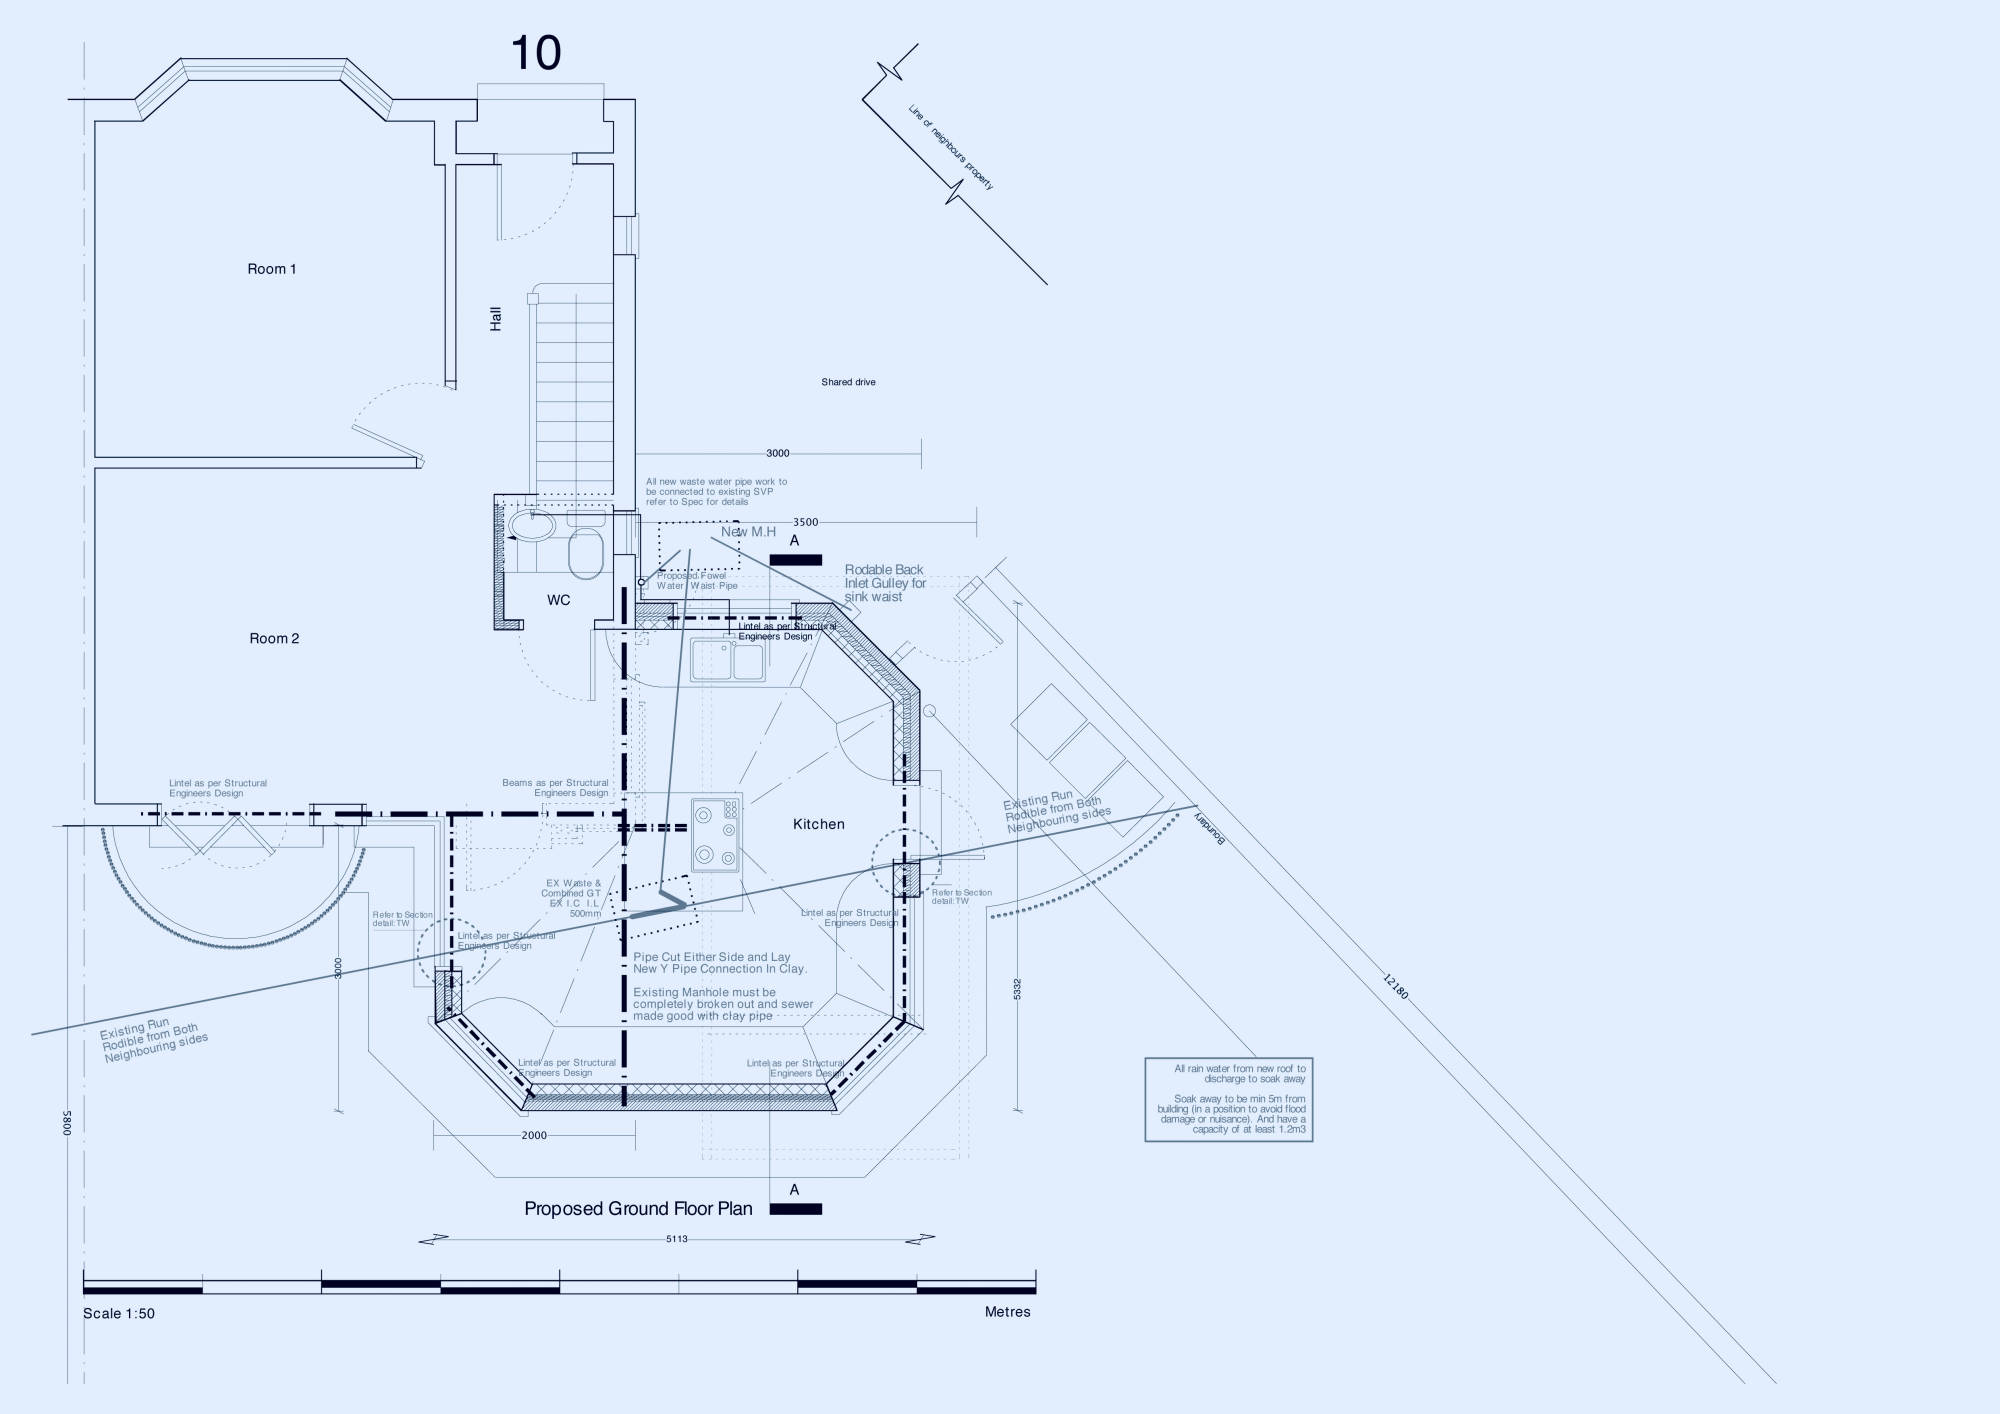 10
Line of neighbours property
Room 1
Hall
Shared drive
3000
All new waste water pipe work to
be connected to existing SVP
refer to Spec for details
3500
New M.H
A
Proposed Fowel
Water Waist Pipe
Rodable Back
Inlet Gulley for
sink waist
WC
Lintel as per Structural
Engineers Design
Room 2
Lintel as per Structural
Engineers Design
Beams as per Structural
Engineers Design
Kitchen
Existing Run
Rodible from Both
Neighbouring sides
Boundary
EX Waste &
Combined GT
EX I.C I.L
500mm
Refer to Section
detail:TW
Refer to Section
detail:TW
Lintel as per Structural
Engineers Design
Lintel as per Structural
Engineers Design
3000
Pipe Cut Either Side and Lay
New Y Pipe Connection In Clay.
Existing Manhole must be
completely broken out and sewer
made good with clay pipe
5332
12180
Existing Run
Rodible from Both
Neighbouring sides
Lintel as per Structural
Engineers Design
Lintel as per Structural
Engineers Design
All rain water from new roof to
discharge to soak away
Soak away to be min 5m from
building (in a position to avoid flood
damage or nuisance). And have a
capacity of at least 1.2m3
5800
2000
A
Proposed Ground Floor Plan
5113
Scale 1:50
Metres